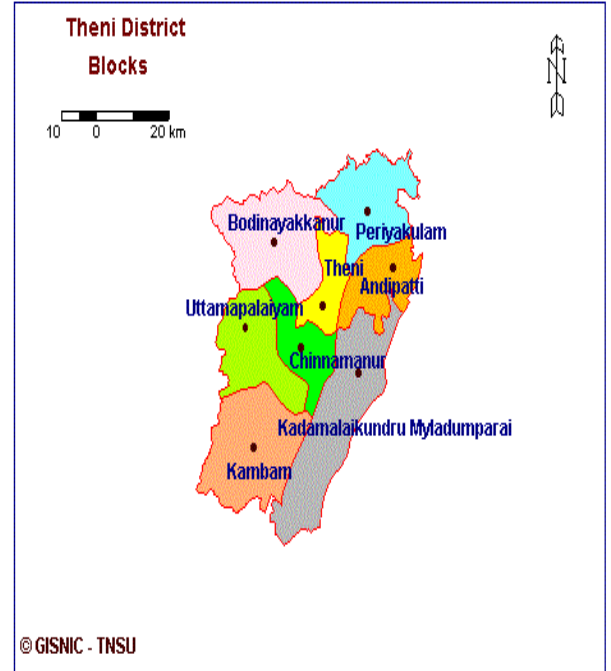 Theni District
Blocks
N
10 0 20 km
Bodinayakkanur
Periyakulam
Theni
Andipatti
Uttamapalaiyam
Chinnamanur
Kadamalaikundru Myladumparai
Kambam
© GISNIC - TNSU